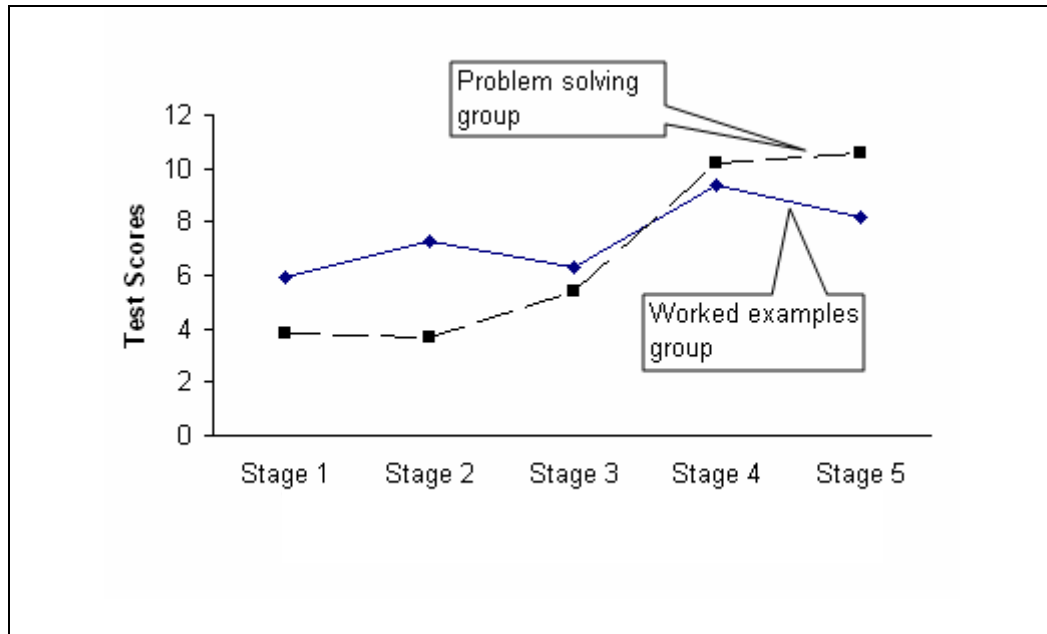 Problem solving
group
12
10
8
6
4
2
0
Test Scores
Worked examples
group
Stage 1 Stage 2 Stage 3 Stage 4 Stage 5